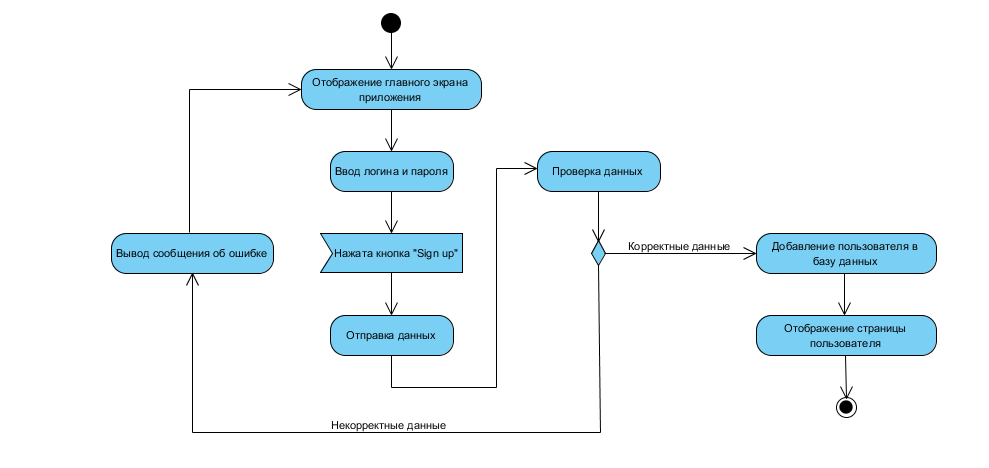 Отображение главного экрана
приложения
Ввод логина и пароля
Проверка данных
Вывод сообщения об ошибке
Нажата кнопка "Sign up"
Корректные данные
Добавление пользователя в
базу данных
Отправка данных
Отображение страницы
пользователя
Некорректные данные